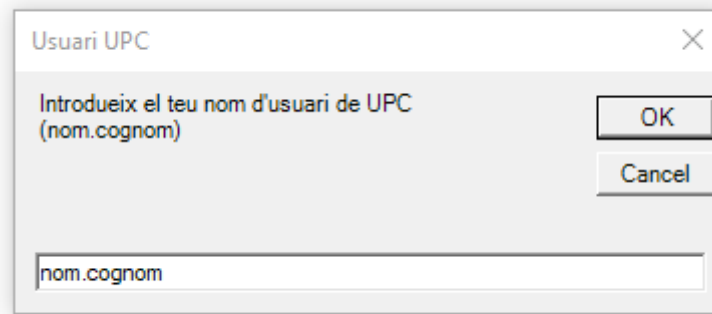 Usuari UPC
Introdueix el teu nom d'usuari de UPC
(nom.cognom)
OK
Cancel
nom.cognom